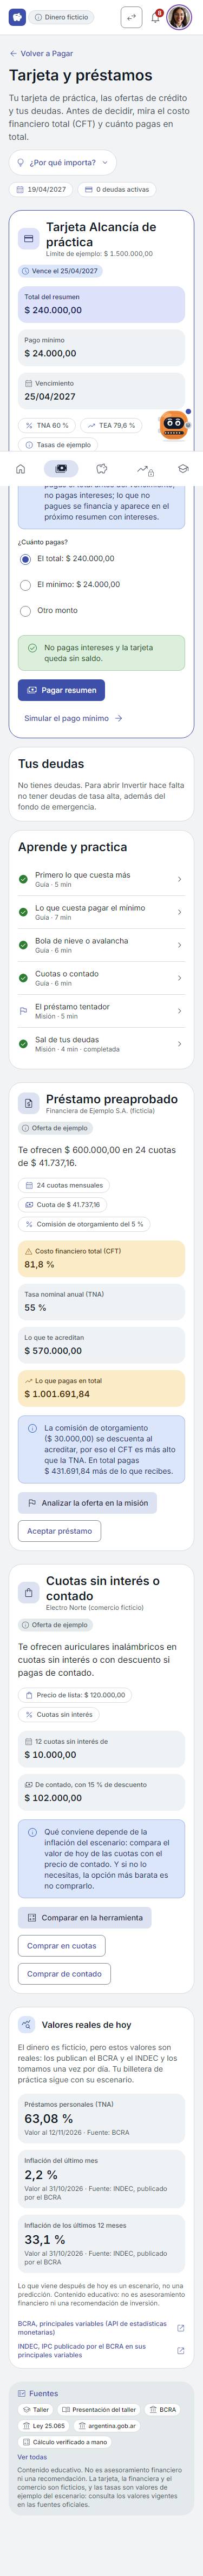 Dinero ficticio
8
Volver a Pagar
Tarjeta y préstamos
Tu tarjeta de práctica, las ofertas de crédito
y tus deudas. Antes de decidir, mira el costo
financiero total (CFT) y cuánto pagas en
total.
¿Por qué importa?
19/04/2027
0 deudas activas
Tarjeta Alcancía de
práctica
Límite de ejemplo: $ 1.500.000,00
Vence el 25/04/2027
Total del resumen
$ 240.000,00
Pago mínimo
$ 24.000,00
Vencimiento
25/04/2027
TNA 60 %
TEA 79,6 %
Tasas de ejemplo
no pagas intereses; lo que no
pagues se financia y aparece en el
próximo resumen con intereses.
¿Cuánto pagas?
El total: $ 240.000,00
El mínimo: $ 24.000,00
Otro monto
No pagas intereses y la tarjeta
queda sin saldo.
Pagar resumen
Simular el pago mínimo
Tus deudas
No tienes deudas. Para abrir Invertir hace falta
no tener deudas de tasa alta, además del
fondo de emergencia.
Aprende y practica
Primero lo que cuesta más
Guía · 5 min
Lo que cuesta pagar el mínimo
Guía · 7 min
Bola de nieve o avalancha
Guía · 6 min
Cuotas o contado
Guía · 6 min
El préstamo tentador
Misión · 5 min
Sal de tus deudas
Misión · 4 min · completada
Préstamo preaprobado
Financiera de Ejemplo S.A. (ficticia)
Oferta de ejemplo
Te ofrecen $ 600.000,00 en 24 cuotas
de $ 41.737,16.
24 cuotas mensuales
Cuota de $ 41.737,16
Comisión de otorgamiento del 5 %
Costo financiero total (CFT)
81,8 %
Tasa nominal anual (TNA)
55 %
Lo que te acreditan
$ 570.000,00
Lo que pagas en total
$ 1.001.691,84
La comisión de otorgamiento
($ 30.000,00) se descuenta al
acreditar, por eso el CFT es más alto
que la TNA. En total pagas
$ 431.691,84 más de lo que recibes.
Analizar la oferta en la misión
Aceptar préstamo
Cuotas sin interés o
contado
Electro Norte (comercio ficticio)
Oferta de ejemplo
Te ofrecen auriculares inalámbricos en
cuotas sin interés o con descuento si
pagas de contado.
Precio de lista: $ 120.000,00
Cuotas sin interés
12 cuotas sin interés de
$ 10.000,00
De contado, con 15 % de descuento
$ 102.000,00
Qué conviene depende de la
inflación del escenario: compara el
valor de hoy de las cuotas con el
precio de contado. Y si no lo
necesitas, la opción más barata es
no comprarlo.
Comparar en la herramienta
Comprar en cuotas
Comprar de contado
Valores reales de hoy
El dinero es ficticio, pero estos valores son
reales: los publican el BCRA y el INDEC y los
tomamos una vez por día. Tu billetera de
práctica sigue con su escenario.
Préstamos personales (TNA)
63,08 %
Valor al 12/11/2026 · Fuente: BCRA
Inflación del último mes
2,2 %
Valor al 31/10/2026 · Fuente: INDEC, publicado
por el BCRA
Inflación de los últimos 12 meses
33,1 %
Valor al 31/10/2026 · Fuente: INDEC, publicado
por el BCRA
Lo que viene después de hoy es un escenario, no una
predicción. Contenido educativo: no es asesoramiento
financiero ni una recomendación de inversión.
BCRA, principales variables (API de estadísticas
monetarias)
INDEC, IPC publicado por el BCRA en sus
principales variables
Fuentes
Taller
Presentación del taller
BCRA
Ley 25.065
argentina.gob.ar
Cálculo verificado a mano
Ver todas
Contenido educativo. No es asesoramiento financiero
ni una recomendación. La tarjeta, la financiera y el
comercio son ficticios, y las tasas son valores de
ejemplo del escenario: consulta los valores vigentes
en las fuentes oficiales.